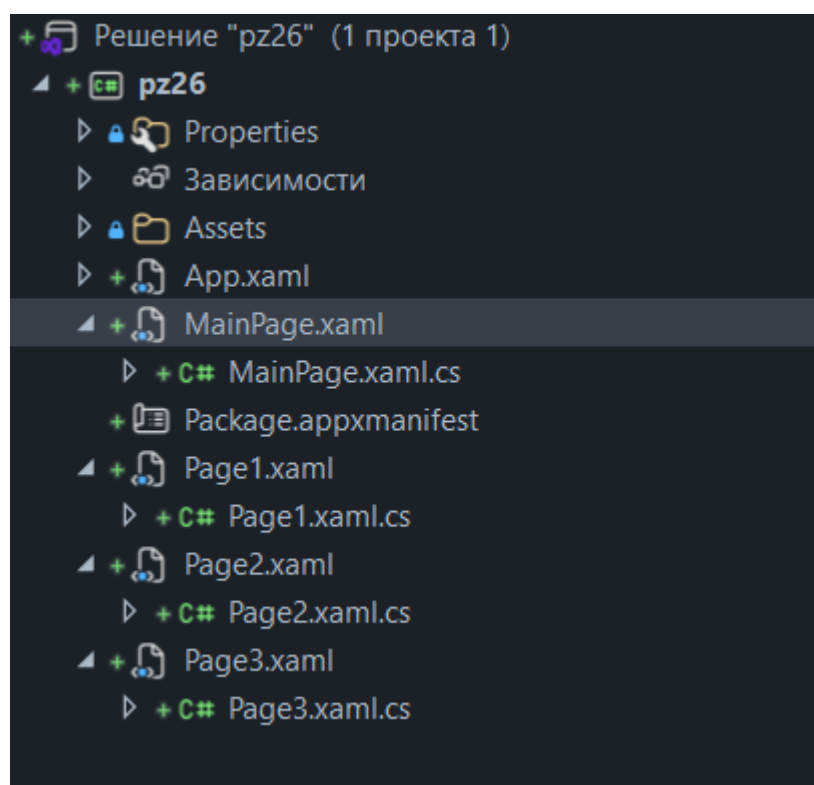 Решение "pz26" (1 проекта 1)
C# pz26
Properties
Зависимости
Assets
App.xaml
MainPage.xaml
C# MainPage.xaml.cs
Package.appxmanifest
Page1.xaml
C# Page1.xaml.cs
Page2.xaml
C# Page2.xaml.cs
Page3.xaml
C# Page3.xaml.cs